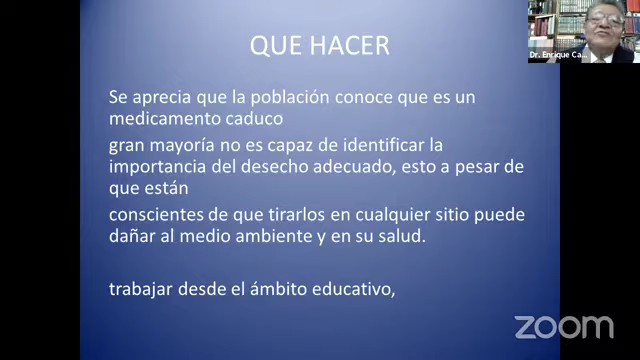 QUE HACER
Se aprecia que la población conoce que es un
medicamento caduco
gran mayoría no es capaz de identificar la
importancia del desecho adecuado, esto a pesar de
que están
conscientes de que tirarlos en cualquier sitio puede
dañar al medio ambiente y en su salud.
trabajar desde el ámbito educativo,
Dr. Enrique Ca...
zoom